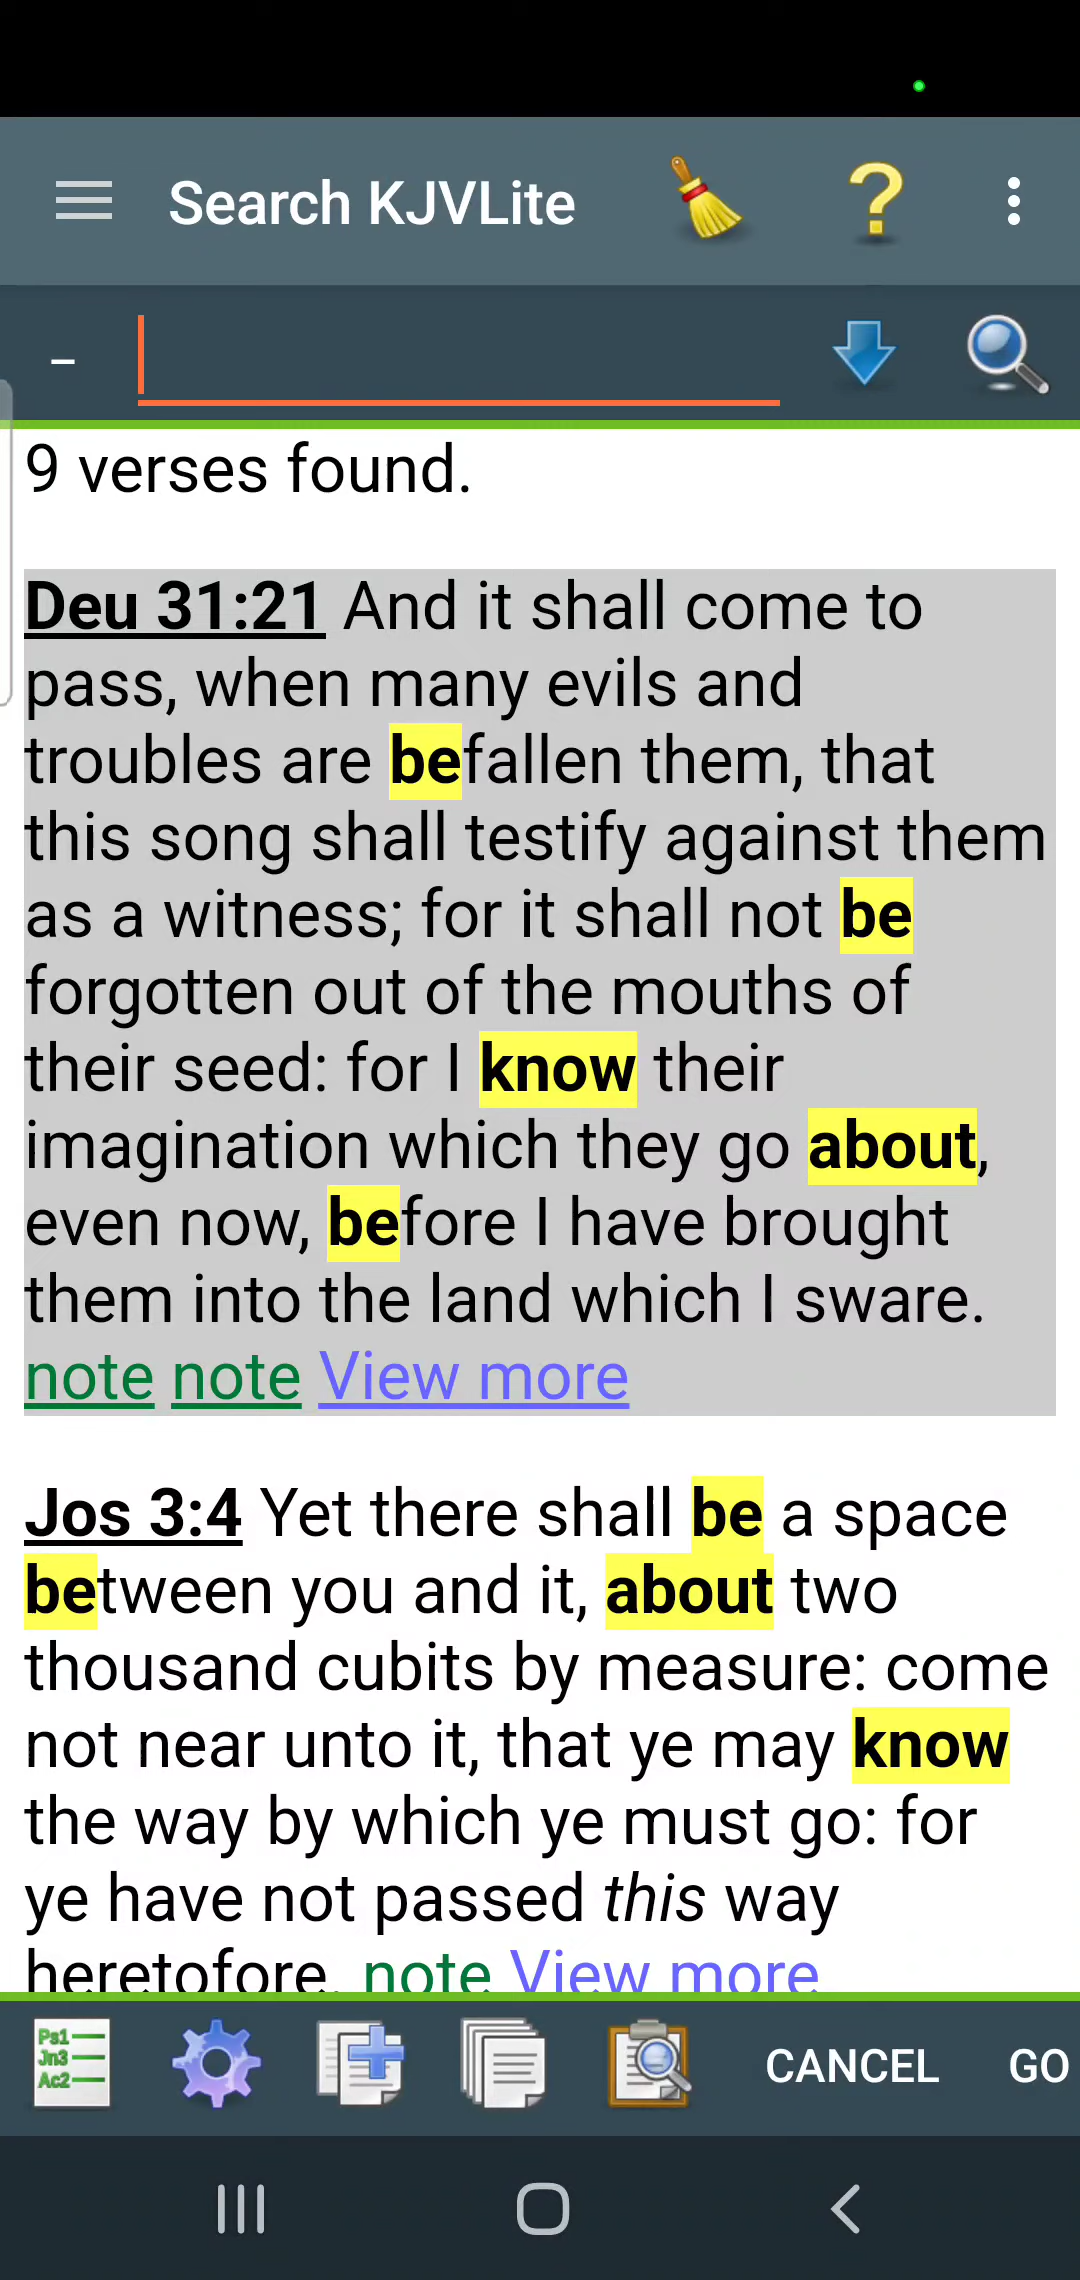 Search KJVLite
9 verses found.
Deu 31:21 And it shall come to
pass, when many evils and
troubles are befallen them, that
this song shall testify against them
as a witness; for it shall not be
forgotten out of the mouths of
their seed: for I know their
imagination which they go about,
even now, before I have brought
them into the land which I sware.
note note View more
Jos 3:4 Yet there shall be a space
between you and it, about two
thousand cubits by measure: come
not near unto it, that ye may know
the way by which ye must go: for
ye have not passed this way
heretofore. note View more
Ps1
Jn3
Ac2
CANCEL GO